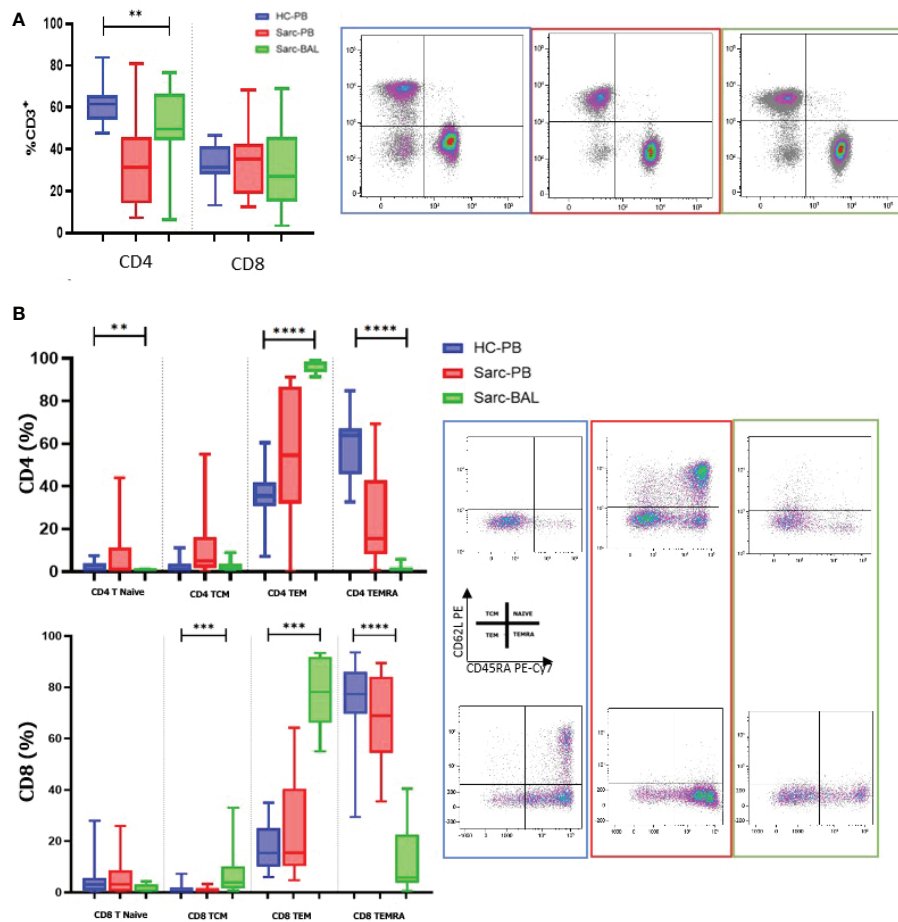 A
**
HC-PB
Sarc-PB
Sarc-BAL
%CD3+
100
80
60
40
20
0
CD4 CD8
B
** **** ****
HC-PB
Sarc-PB
Sarc-BAL
CD4 (%)
100
80
60
40
20
0
CD4 T Naive CD4 TCM CD4 TEM CD4 TEMRA
*** *** ****
CD8 (%)
80
60
40
20
0
CD8 T Naive CD8 TCM CD8 TEM CD8 TEMRA
CD62L PE
TCM NAIVE
TEM TEMRA
CD45RA PE-Cy7